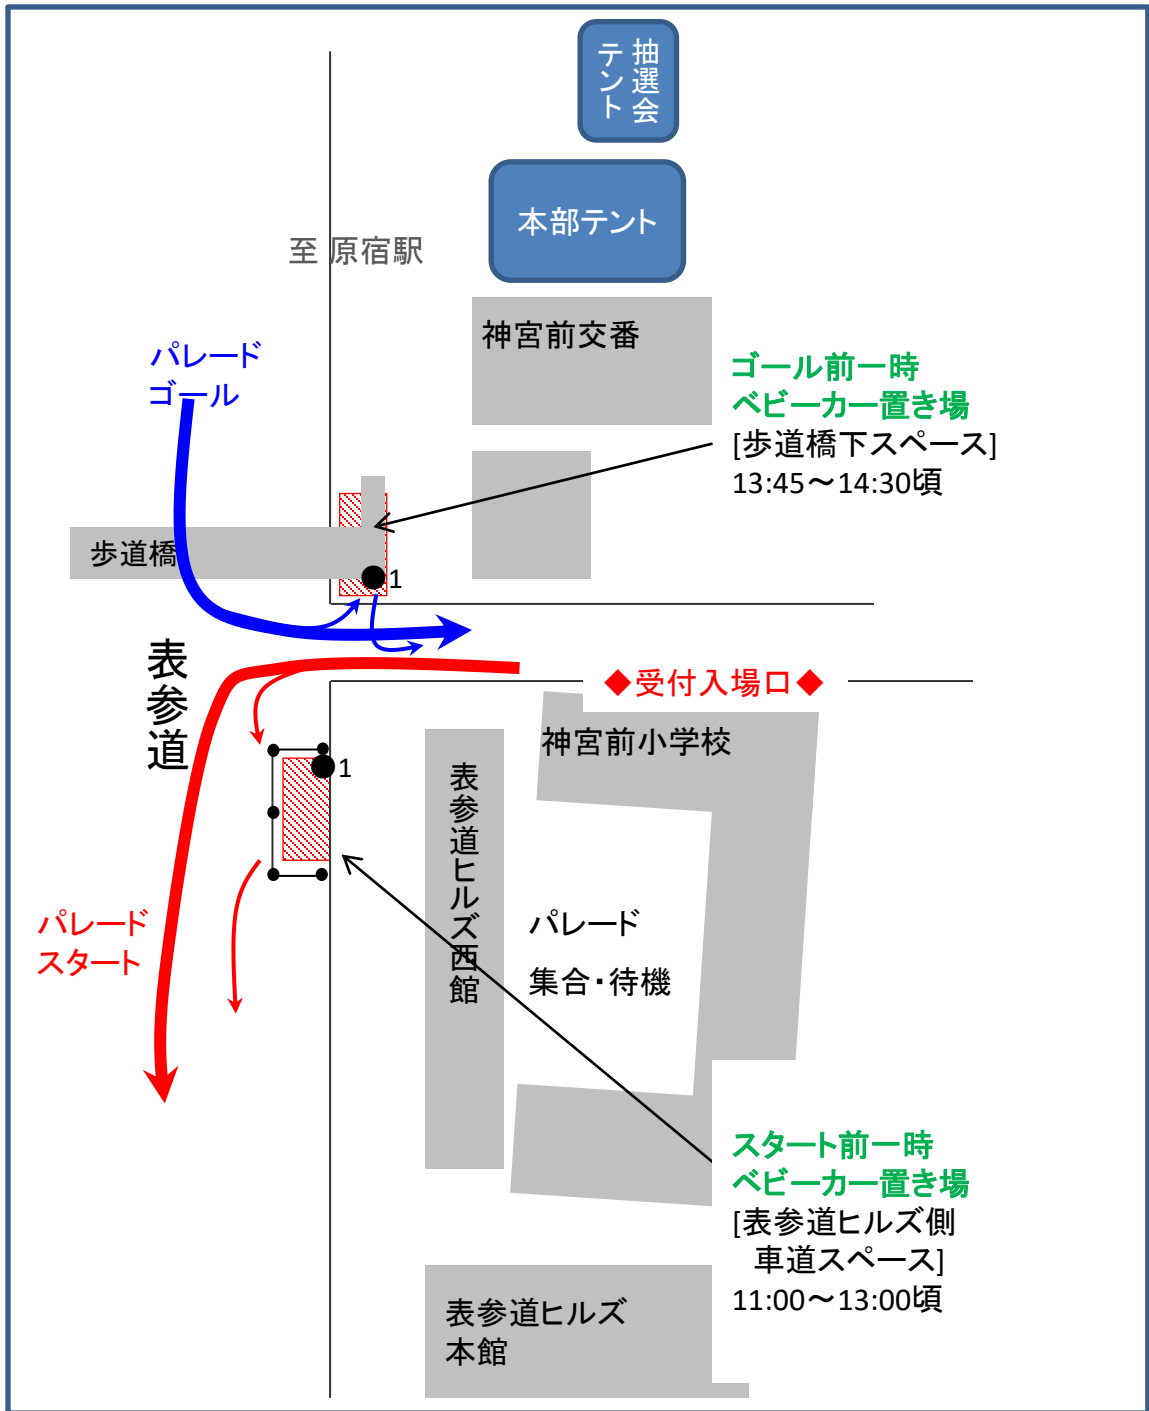 抽選会
テント
本部テント
至 原宿駅
神宮前交番
パレード
ゴール
ゴール前一時
ベビーカー置き場
[歩道橋下スペース]
13:45～14:30頃
歩道橋
1
表参道
◆受付入場口◆
神宮前小学校
1
表参道ヒルズ西館
パレード
スタート
パレード
集合・待機
スタート前一時
ベビーカー置き場
[表参道ヒルズ側
車道スペース]
11:00～13:00頃
表参道ヒルズ
本館